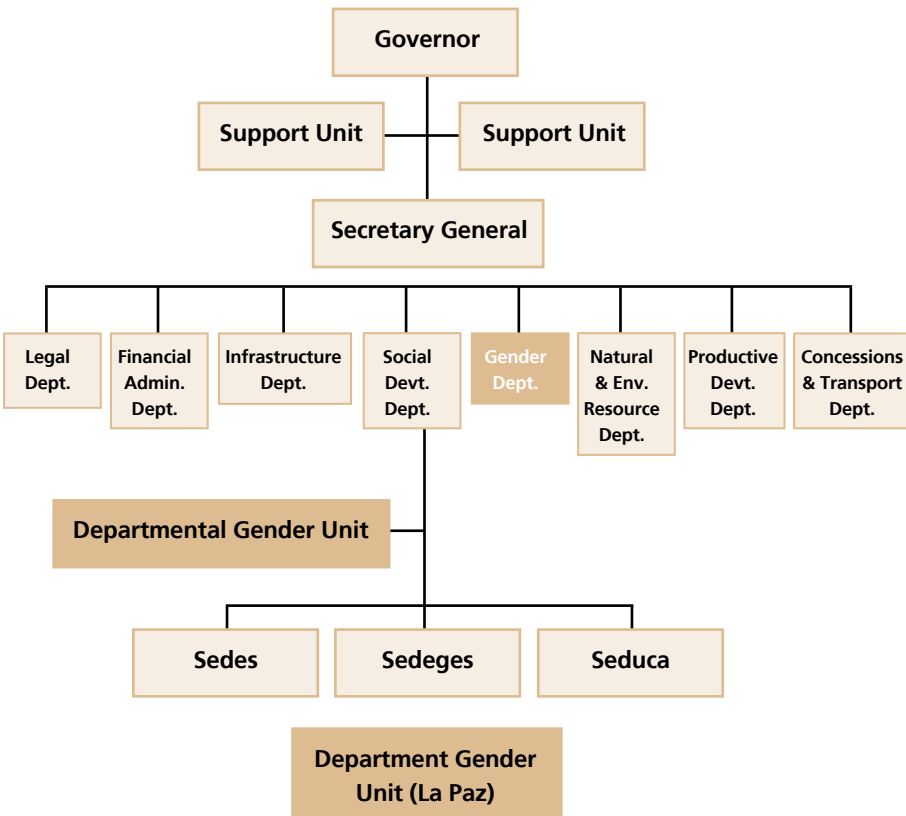 Governor
Support Unit
Support Unit
Secretary General
Legal
Dept.
Financial
Admin.
Dept.
Infrastructure
Dept.
Social
Devt.
Dept.
Gender
Dept.
Natural
& Env.
Resource
Dept.
Productive
Devt.
Dept.
Concessions
& Transport
Dept.
Departmental Gender Unit
Sedes
Sedeges
Seduca
Department Gender
Unit (La Paz)